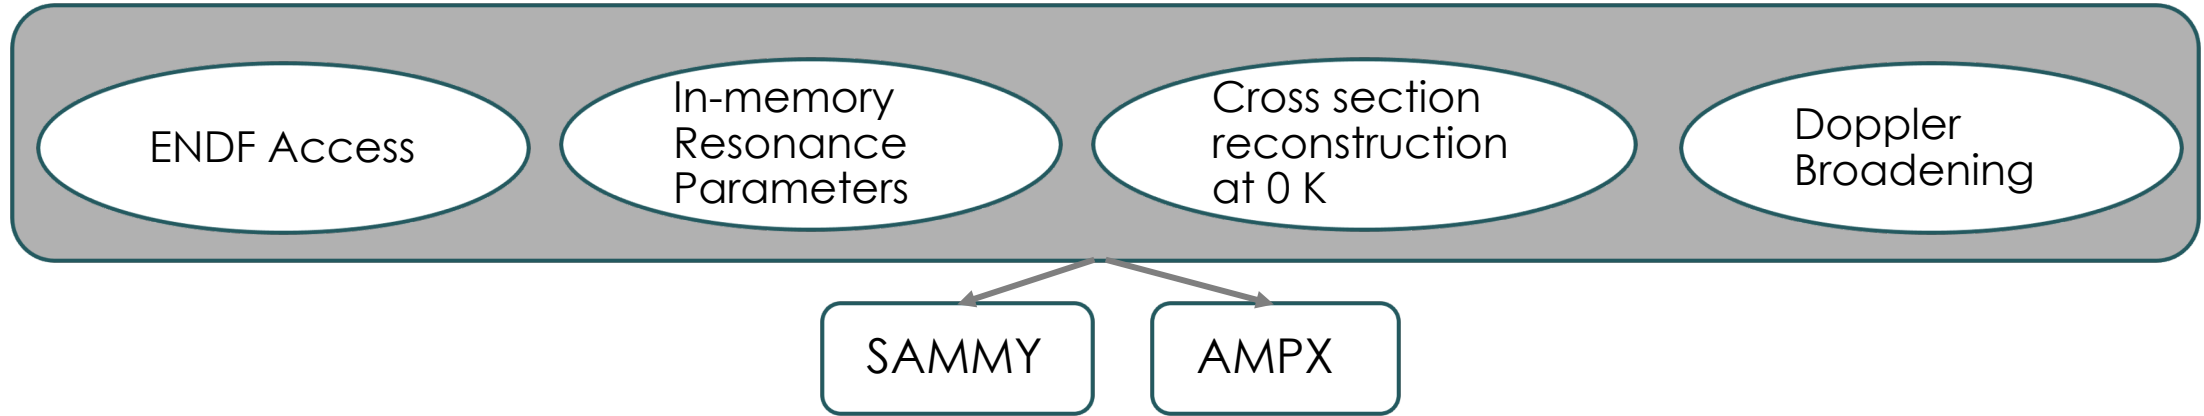 ENDF Access
In-memory
Resonance
Parameters
Cross section
reconstruction
at 0 K
Doppler
Broadening
SAMMY
AMPX